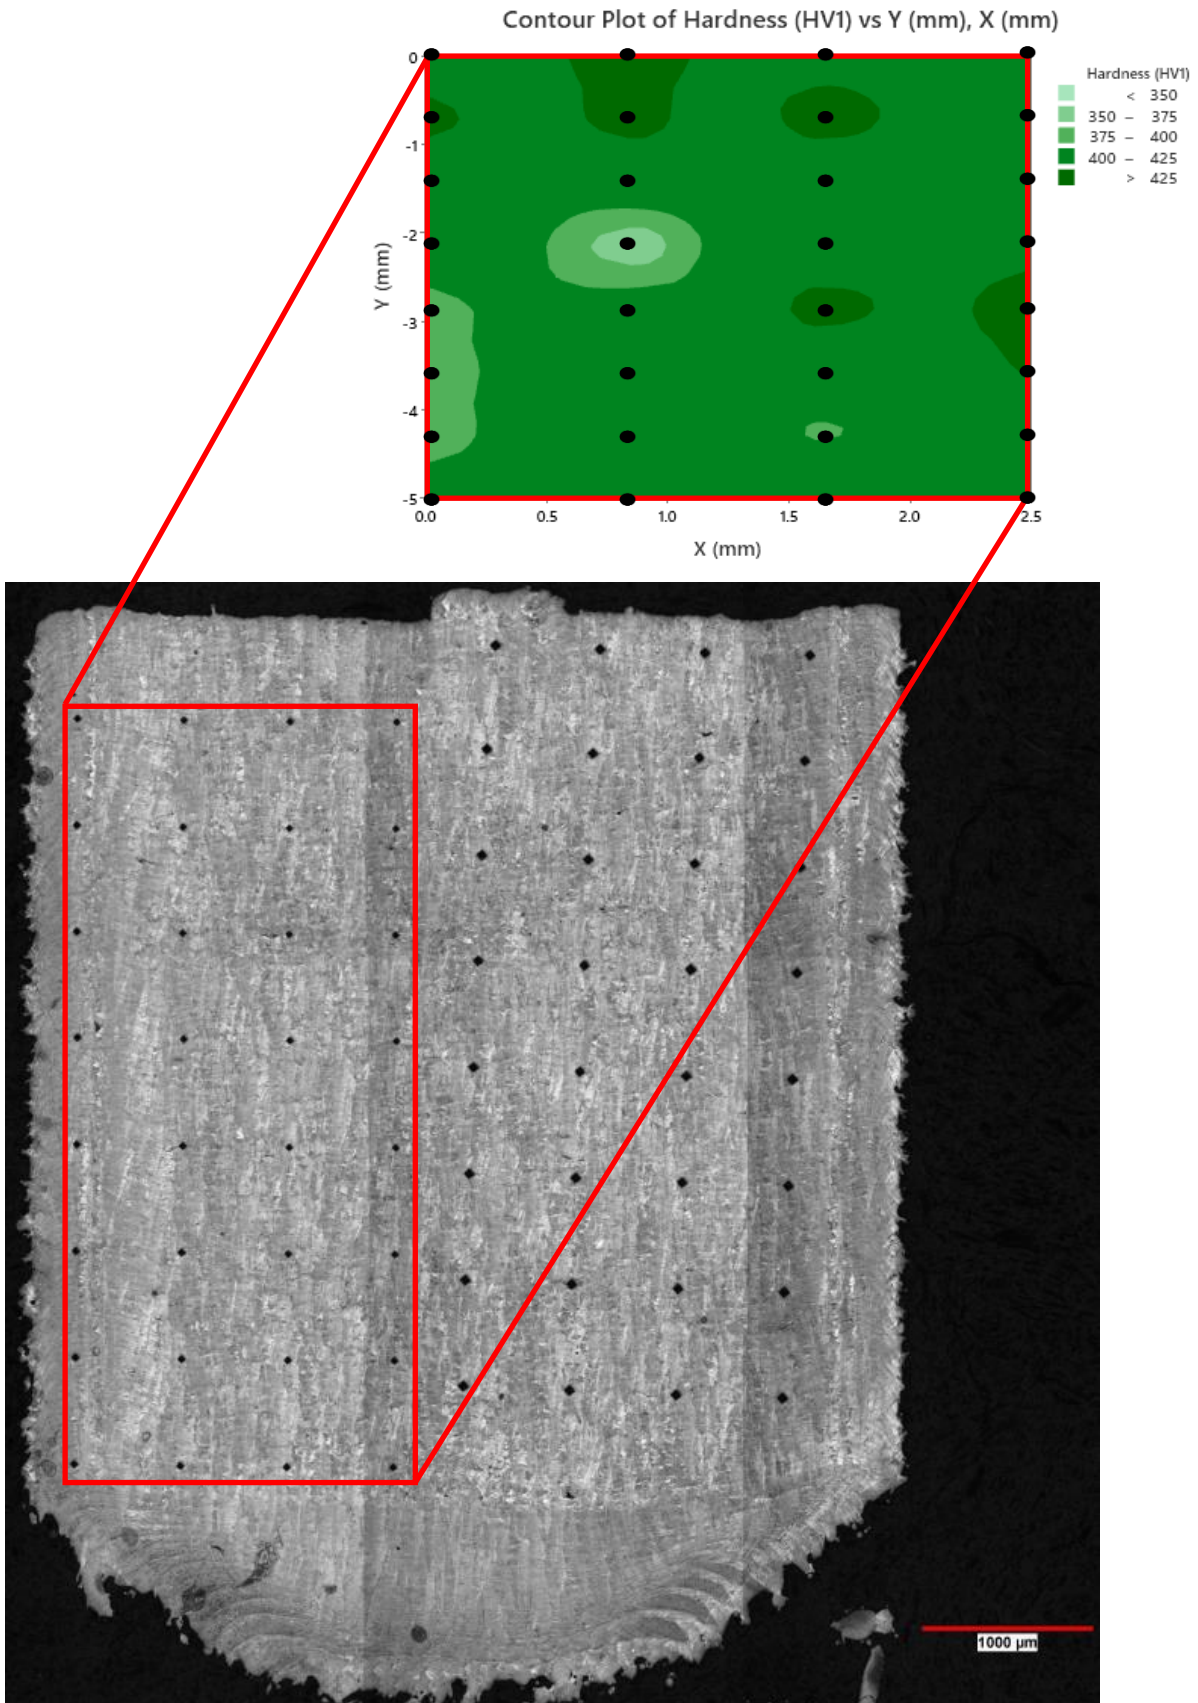 Contour Plot of Hardness (HV1) vs Y (mm), X (mm)
Hardness (HV1)
< 350
350 – 375
375 – 400
400 – 425
> 425
Y (mm)
0
-1
-2
-3
-4
-5
0.0 0.5 1.0 1.5 2.0 2.5
X (mm)
1000 µm